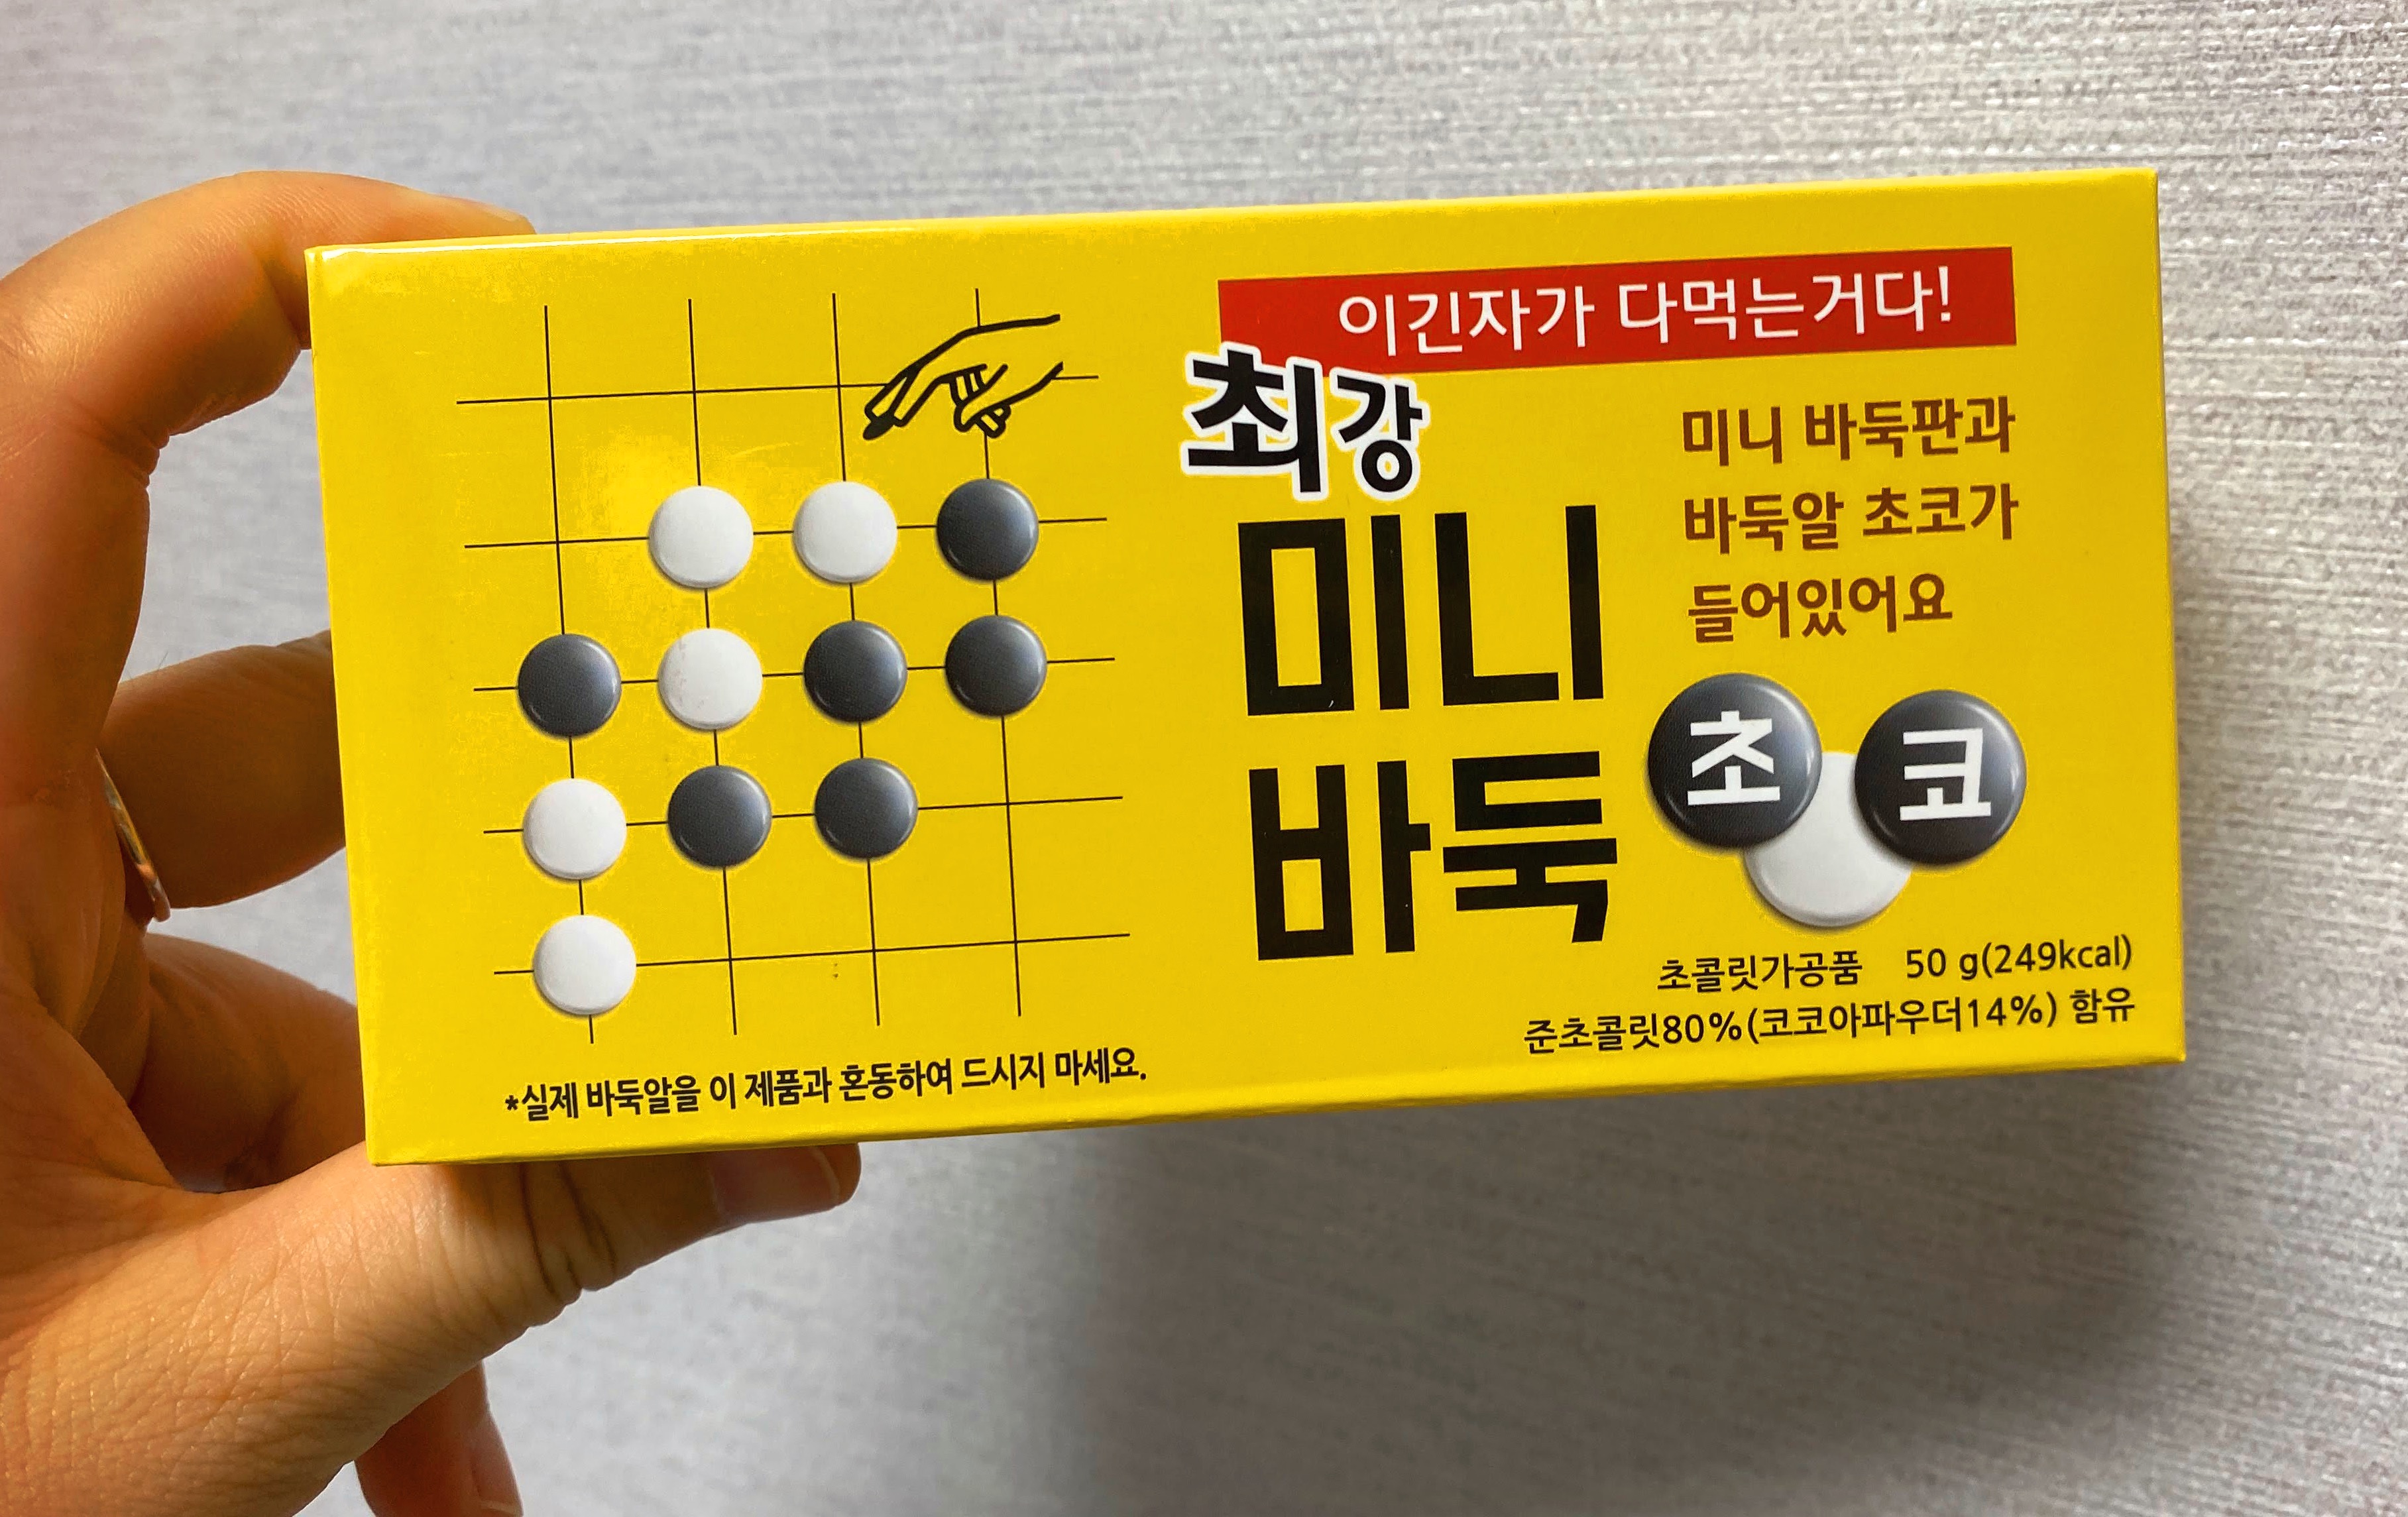 이긴자가 다먹는거다!
최강
미니
바둑
초코
미니 바둑판과
바둑알 초코가
들어있어요
초콜릿가공품 50 g(249kcal)
준초콜릿80%(코코아파우더14%) 함유
*실제 바둑알을 이 제품과 혼동하여 드시지 마세요.